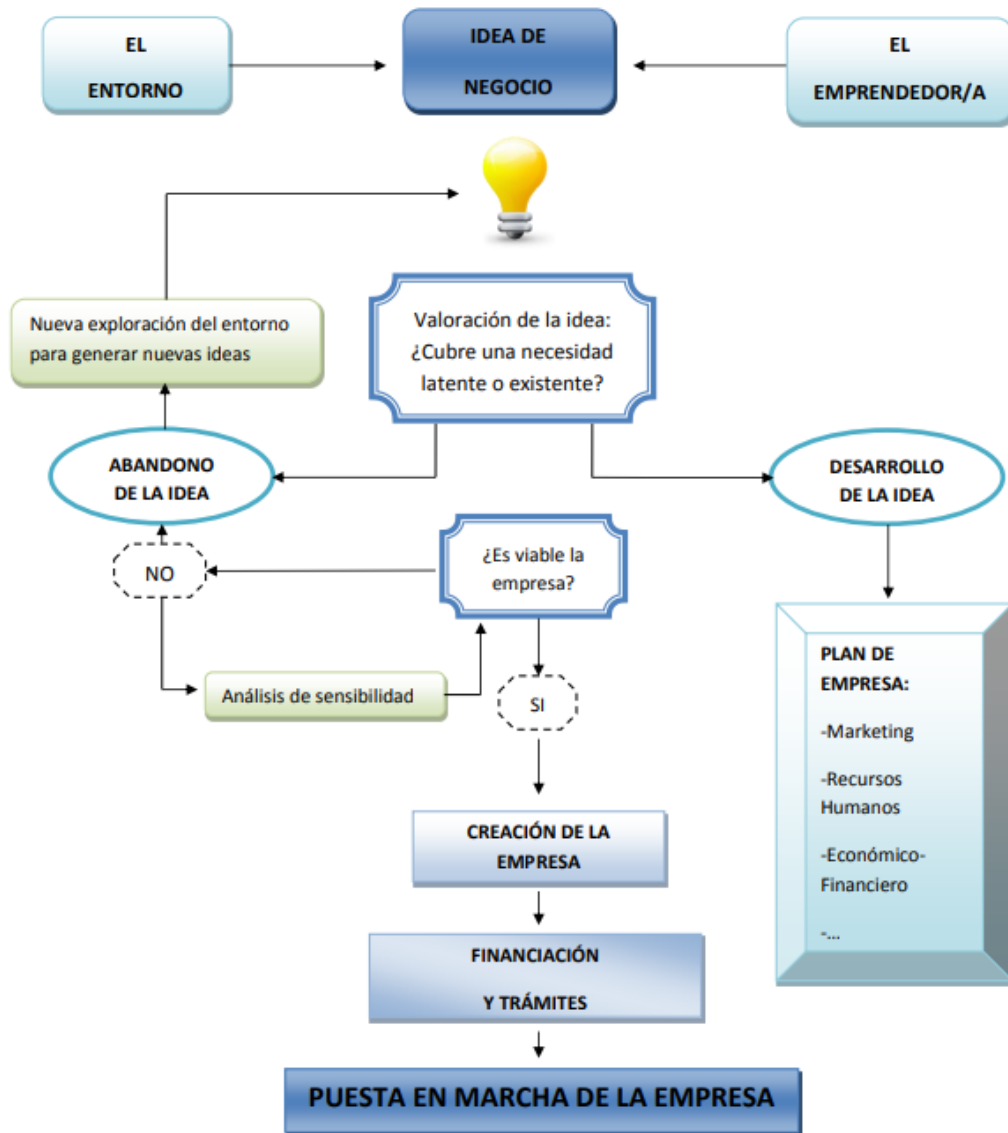 EL
ENTORNO
IDEA DE
NEGOCIO
EL
EMPRENDEDOR/A
Nueva exploración del entorno
para generar nuevas ideas
Valoración de la idea:
¿Cubre una necesidad
latente o existente?
ABANDONO
DE LA IDEA
DESARROLLO
DE LA IDEA
NO
¿Es viable la
empresa?
Análisis de sensibilidad
SI
PLAN DE
EMPRESA:
-Marketing
-Recursos
Humanos
-Económico-
Financiero
-...
CREACIÓN DE LA
EMPRESA
FINANCIACIÓN
Y TRÁMITES
PUESTA EN MARCHA DE LA EMPRESA